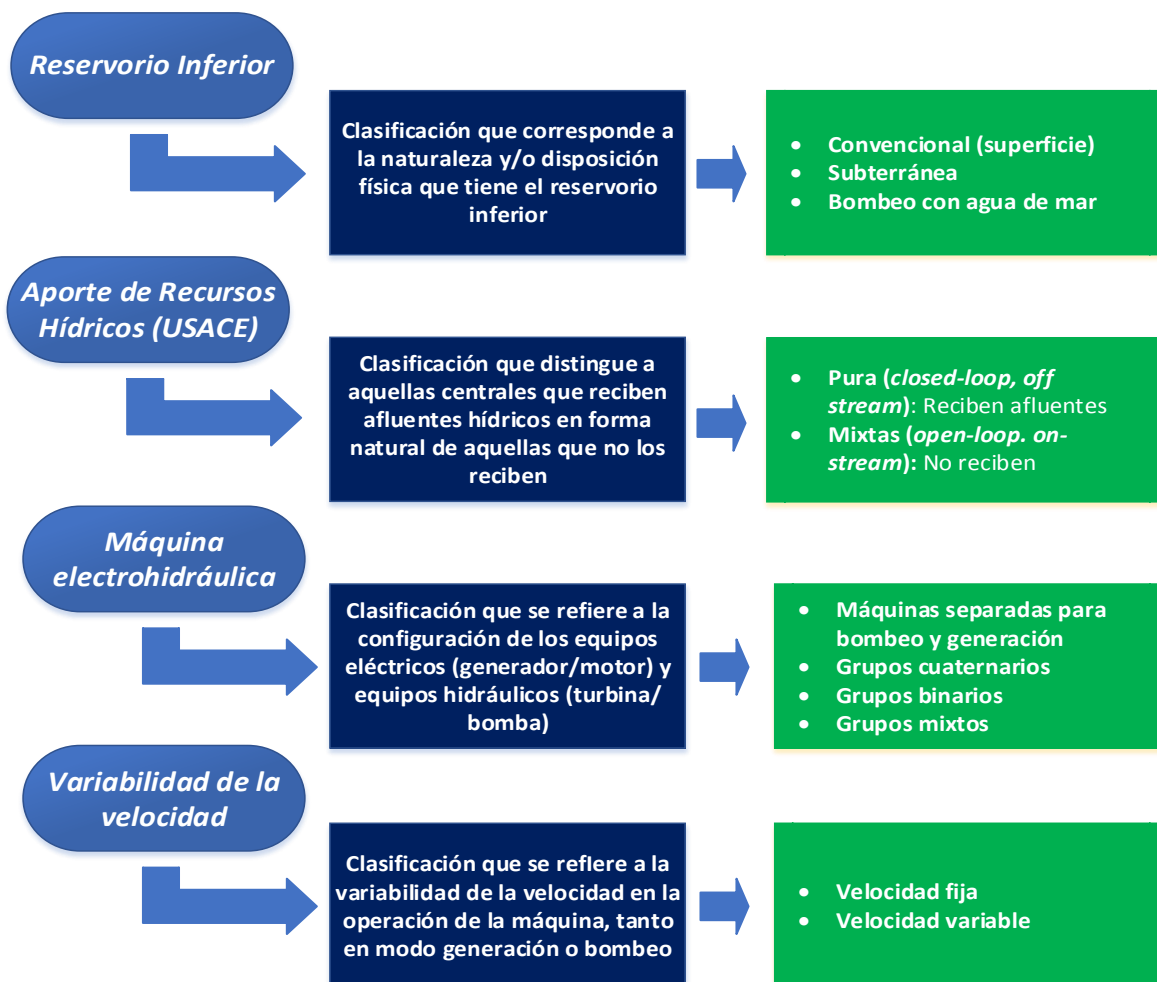 Reservorio Inferior
Clasificación que corresponde a
la naturaleza y/o disposición
física que tiene el reservorio
inferior
• Convencional (superficie)
• Subterránea
• Bombeo con agua de mar
Aporte de Recursos
Hídricos (USACE)
Clasificación que distingue a
aquellas centrales que reciben
afluentes hídricos en forma
natural de aquellas que no los
reciben
• Pura (closed-loop, off
stream): Reciben afluentes
• Mixtas (open-loop. on-
stream): No reciben
Máquina
electrohidráulica
Clasificación que se refiere a la
configuración de los equipos
eléctricos (generador/motor) y
equipos hidráulicos (turbina/
bomba)
• Máquinas separadas para
bombeo y generación
• Grupos cuaternarios
• Grupos binarios
• Grupos mixtos
Variabilidad de la
velocidad
Clasificación que se refiere a la
variabilidad de la velocidad en la
operación de la máquina, tanto
en modo generación o bombeo
• Velocidad fija
• Velocidad variable